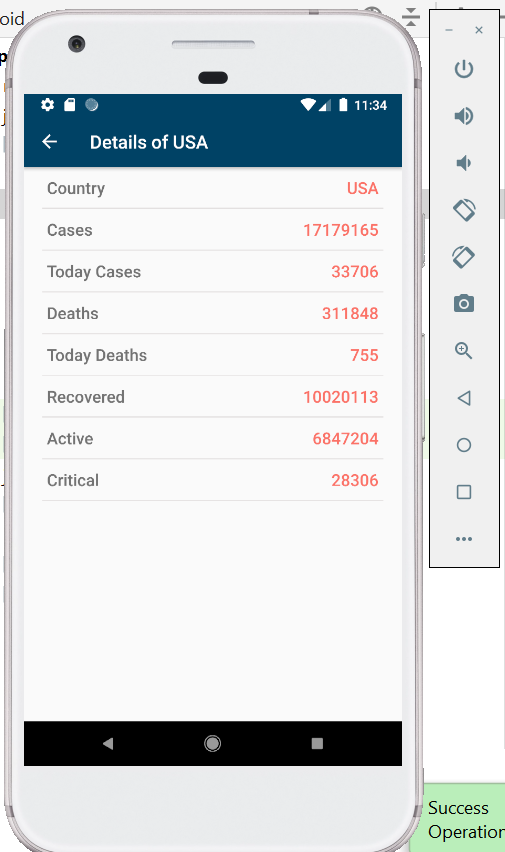 oid
11:34
Details of USA
Country USA
Cases 17179165
Today Cases 33706
Deaths 311848
Today Deaths 755
Recovered 10020113
Active 6847204
Critical 28306
Success
Operation